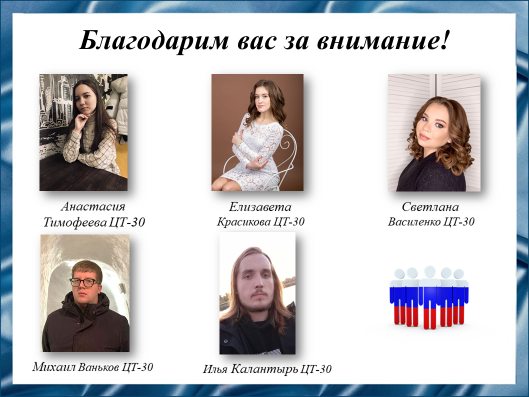 Благодарим вас за внимание!
Анастасия
Тимофеева ЦТ-30
Елизавета
Красикова ЦТ-30
Светлана
Василенко ЦТ-30
Михаил Ваньков ЦТ-30
Илья Калантырь ЦТ-30